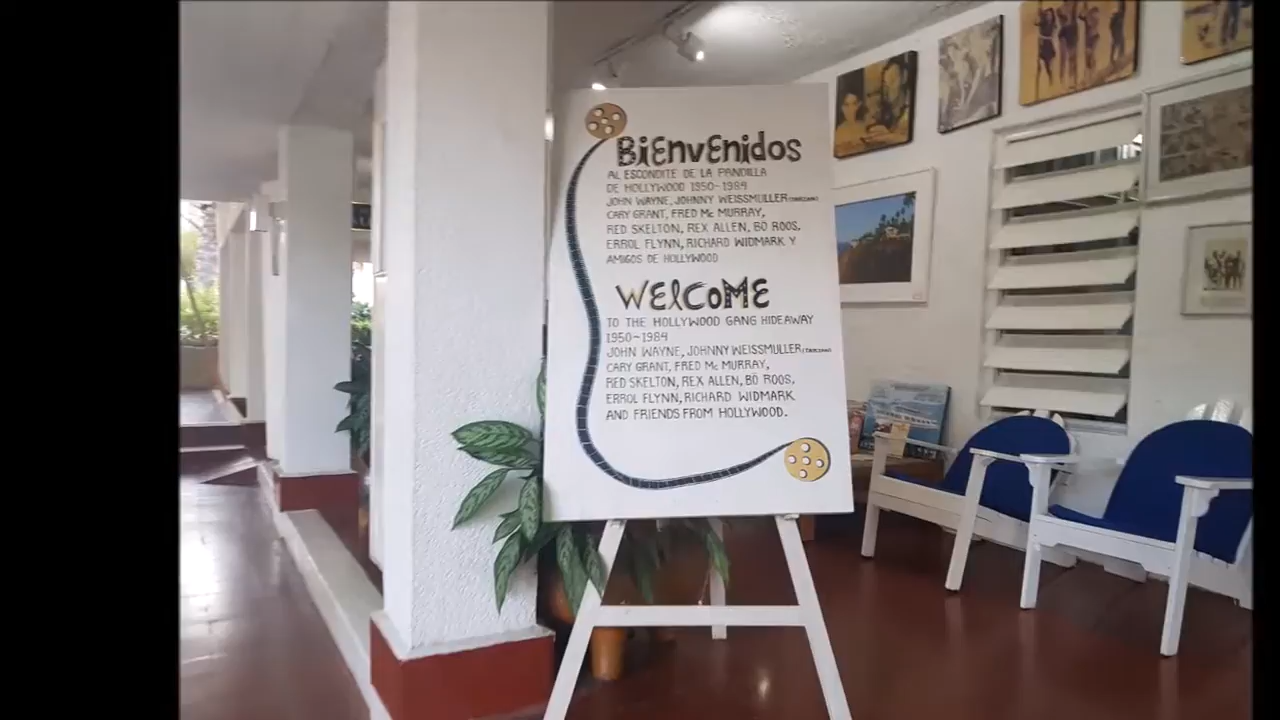 BiEnvEnidos
AL ESCONDITE DE LA PANDILLA
DE HOLLYWOOD 1950-1984
JOHN WAYNE, JOHNNY WEISSMULLER (TARZAN)
CARY GRANT, FRED Mc MURRAY,
RED SKELTON, REX ALLEN, BÖ ROOS,
ERROL FLYNN, RICHARD WIDMARK Y
AMIGOS DE HOLLYWOOD
WElCoME
TO THE HOLLYWOOD GANG HIDEAWAY
1950-1984
JOHN WAYNE, JOHNNY WEISSMULLER (TARZAN)
CARY GRANT, FRED Mc MURRAY,
RED SKELTON, REX ALLEN, BÖ ROOS,
ERROL FLYNN, RICHARD WIDMARK
AND FRIENDS FROM HOLLYWOOD.